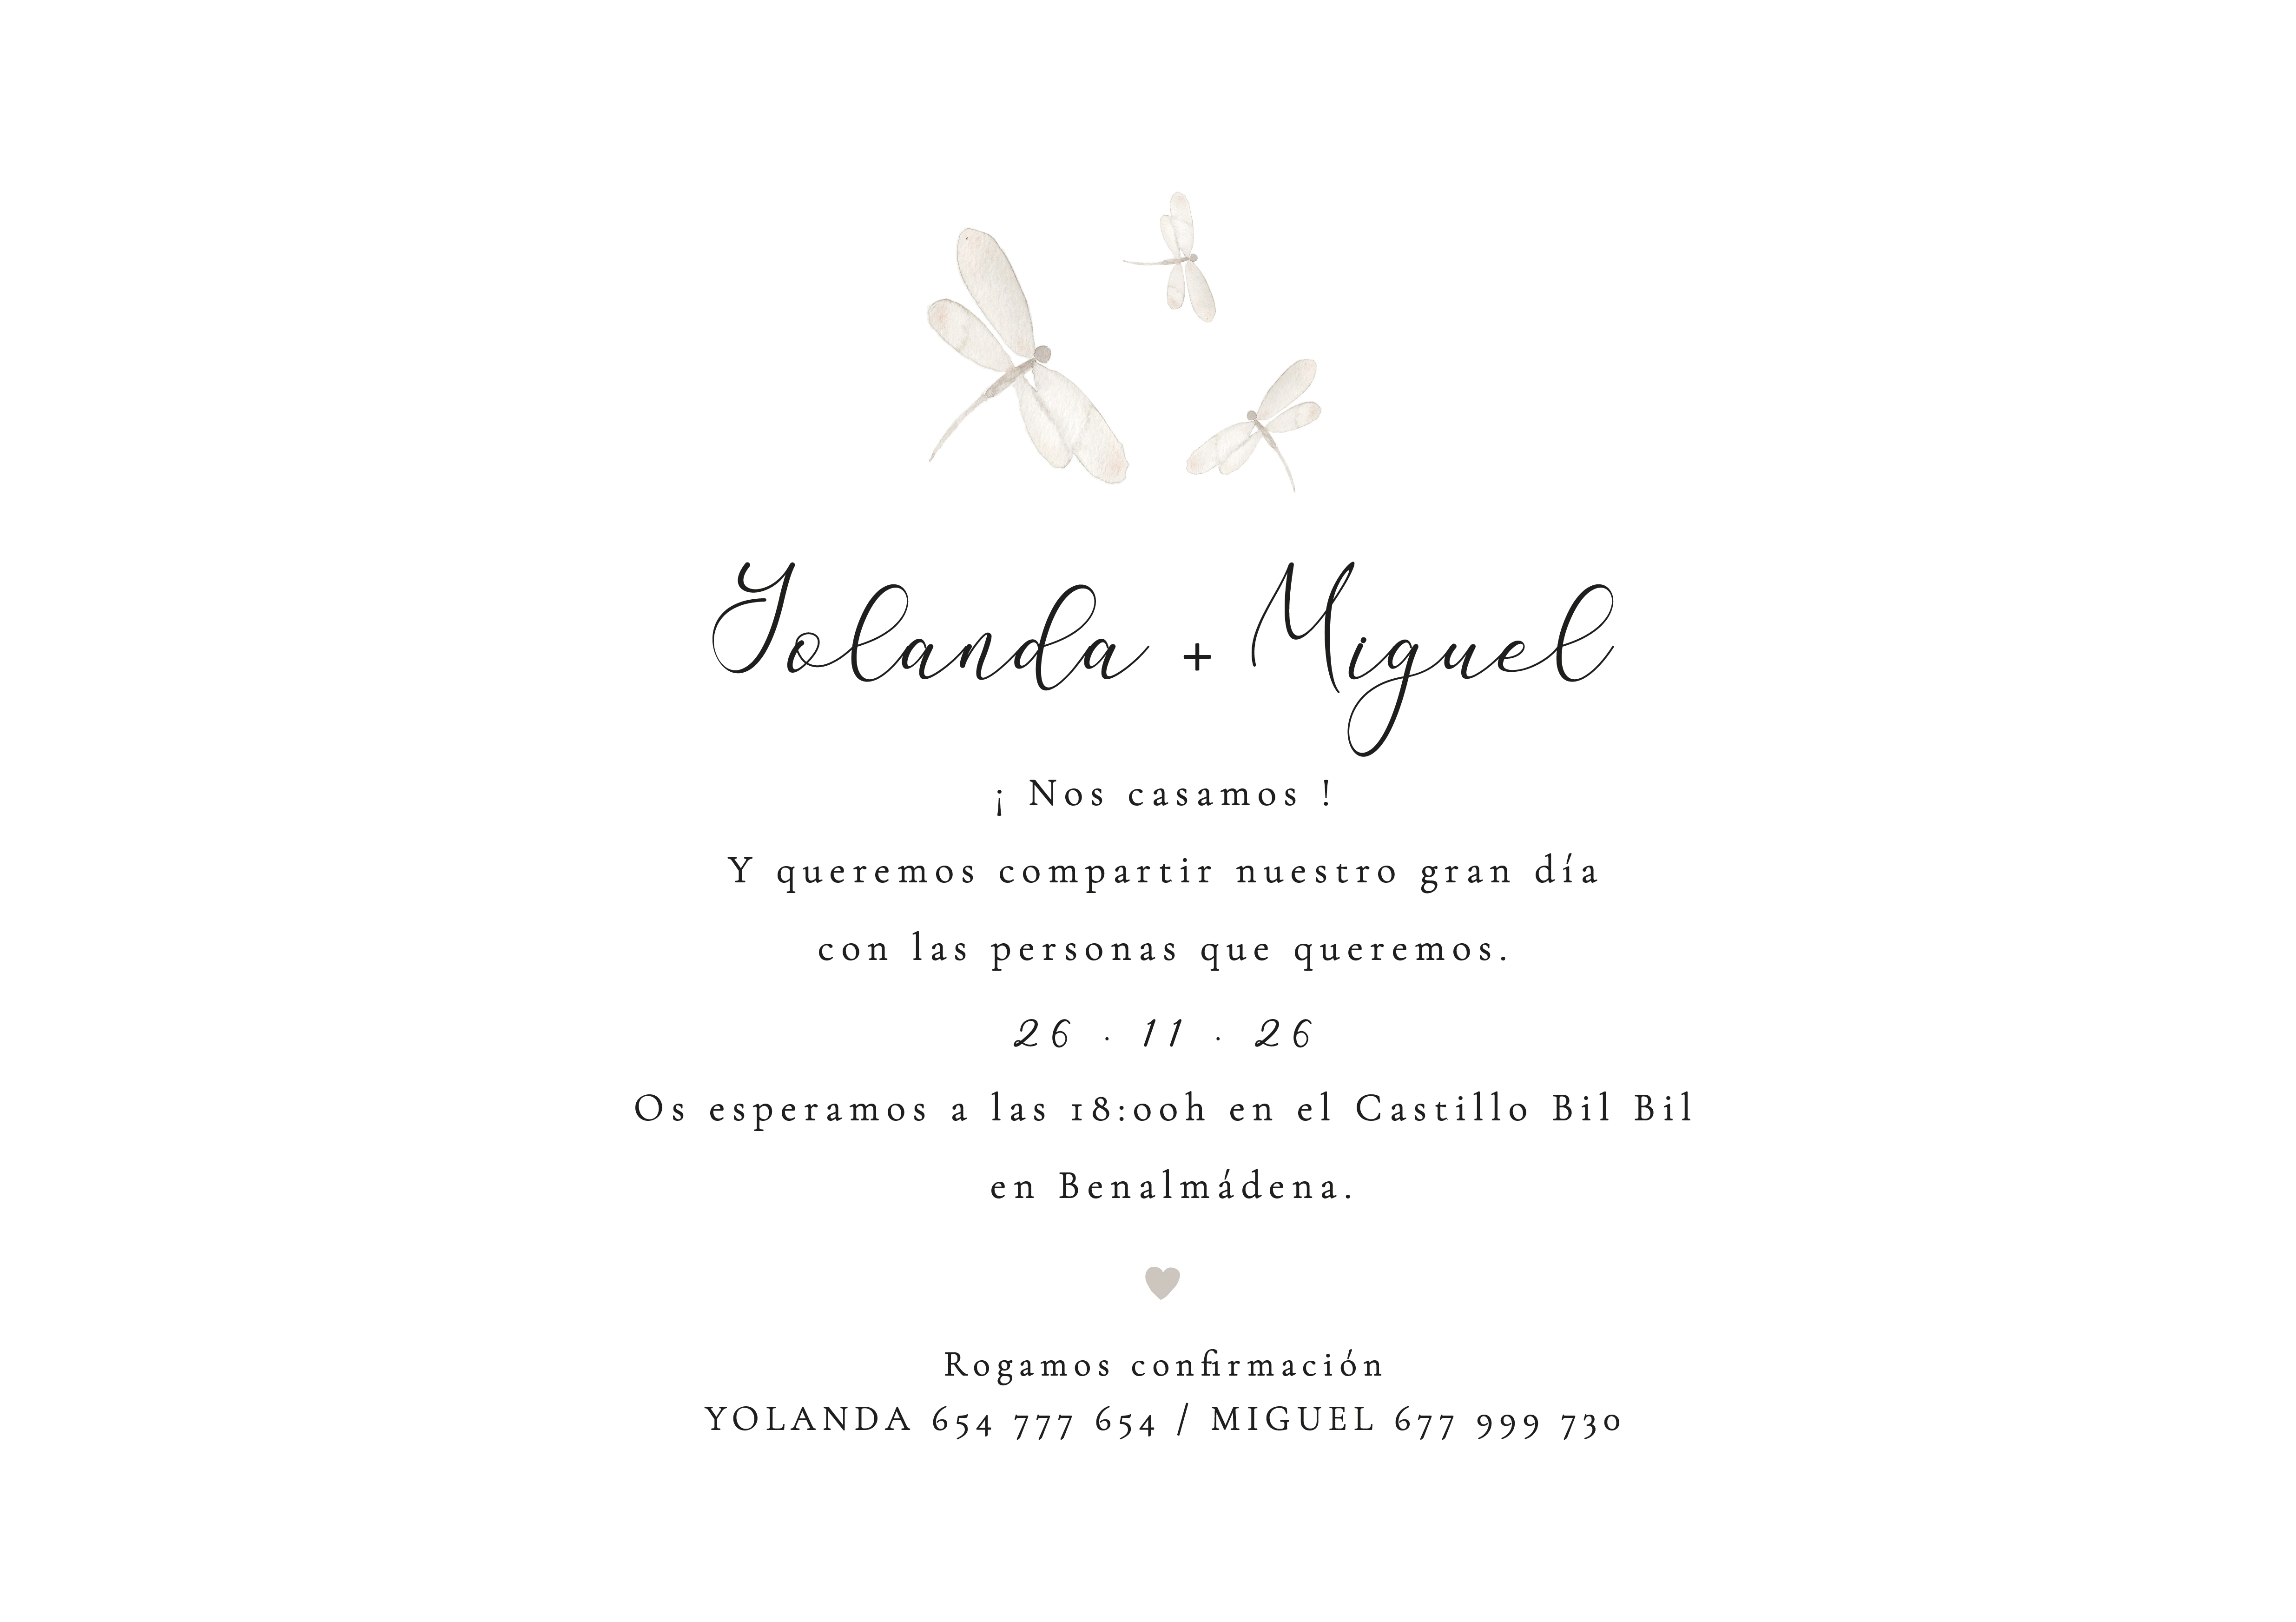 Yolanda + Miguel
¡ Nos casamos !
Y queremos compartir nuestro gran día
con las personas que queremos.
26 · 11 · 26
Os esperamos a las 18:00h en el Castillo Bil Bil
en Benalmádena.
Rogamos confirmación
YOLANDA 654 777 654 / MIGUEL 677 999 730